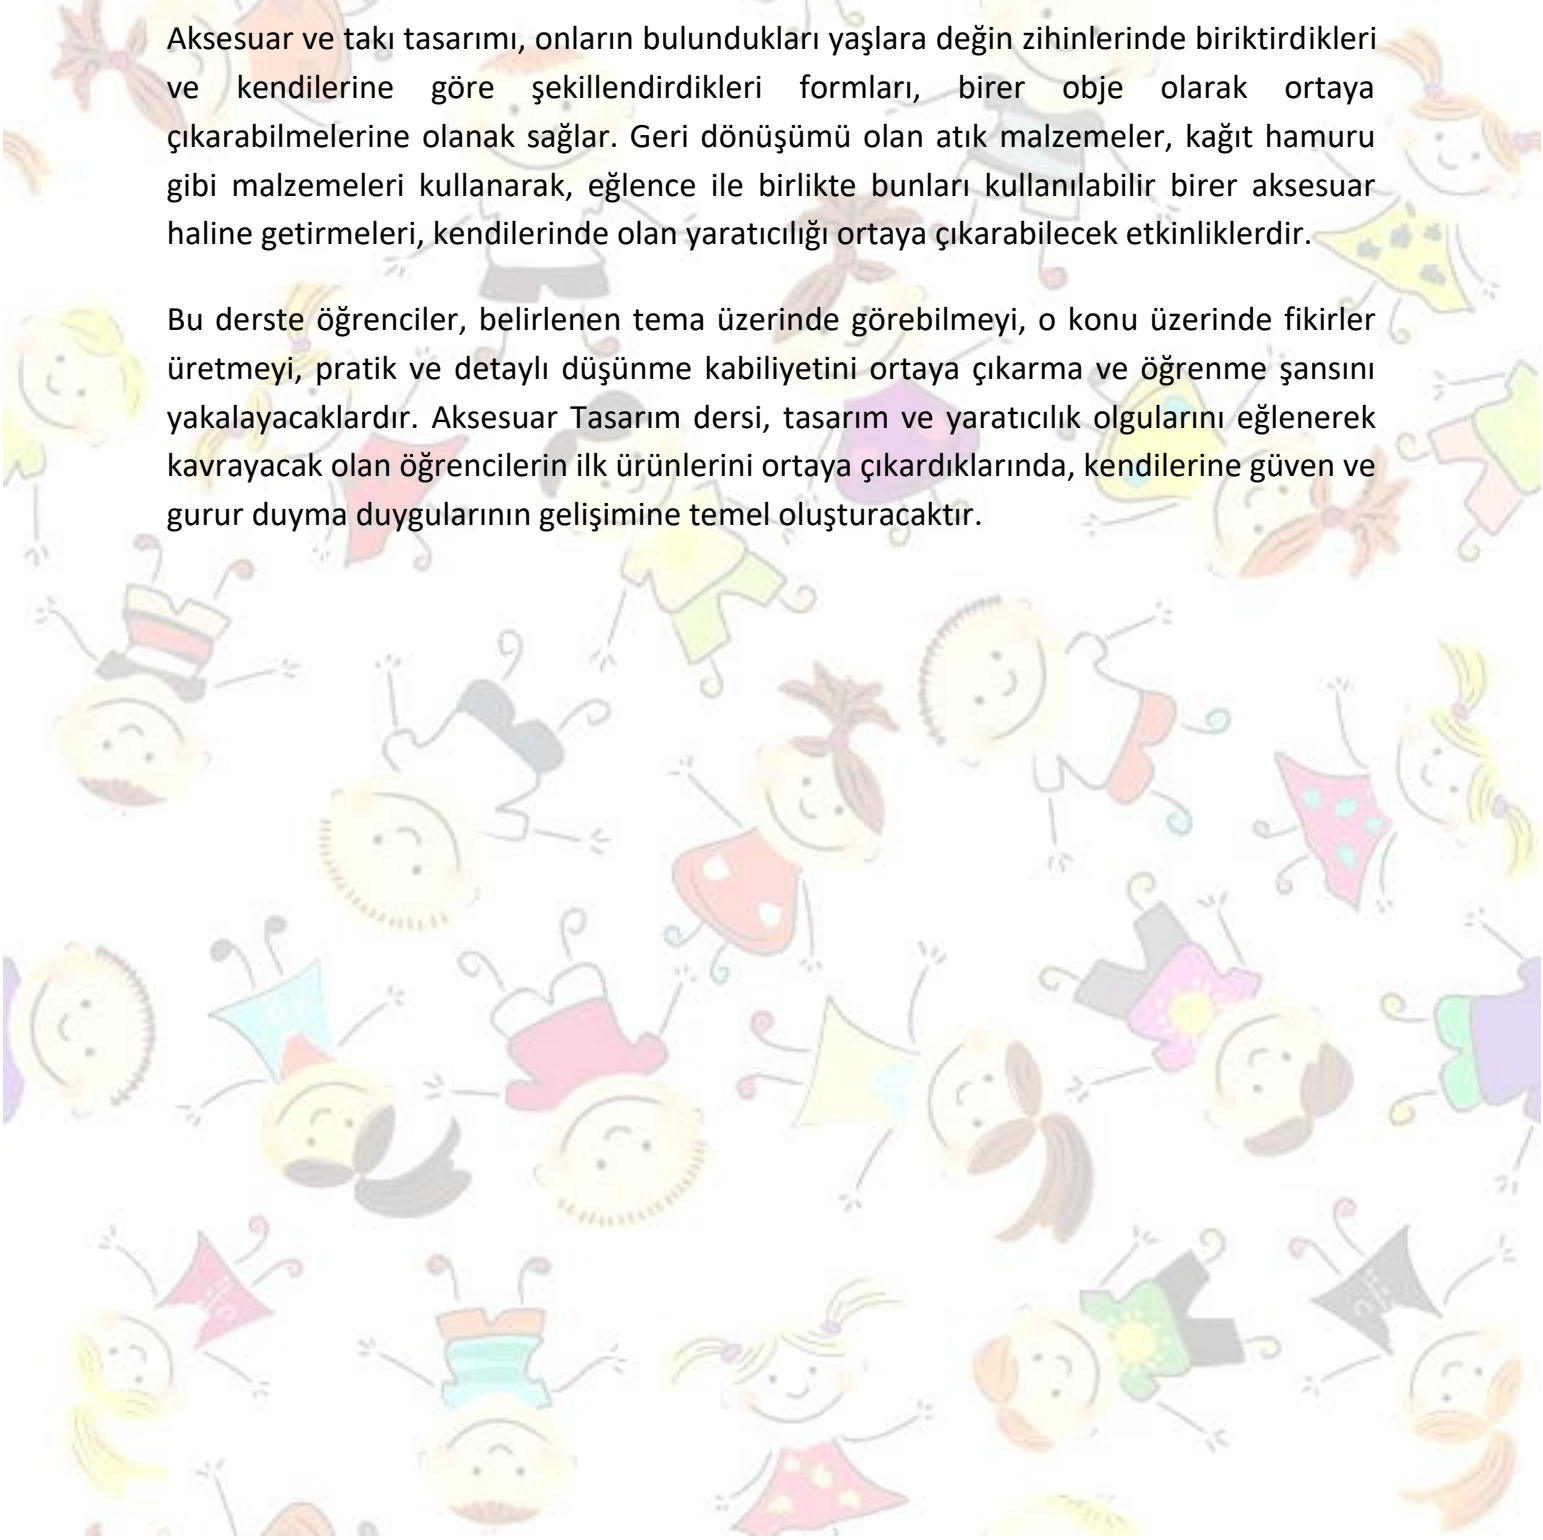 Aksesuar ve takı tasarımı, onların bulundukları yaşlara değin zihinlerinde biriktirdikleri
ve kendilerine göre şekillendirdikleri formları, birer obje olarak ortaya
çıkarabilmelerine olanak sağlar. Geri dönüşümü olan atık malzemeler, kağıt hamuru
gibi malzemeleri kullanarak, eğlence ile birlikte bunları kullanılabilir birer aksesuar
haline getirmeleri, kendilerinde olan yaratıcılığı ortaya çıkarabilecek etkinliklerdir.
Bu derste öğrenciler, belirlenen tema üzerinde görebilmeyi, o konu üzerinde fikirler
üretmeyi, pratik ve detaylı düşünme kabiliyetini ortaya çıkarma ve öğrenme şansını
yakalayacaklardır. Aksesuar Tasarım dersi, tasarım ve yaratıcılık olgularını eğlenerek
kavrayacak olan öğrencilerin ilk ürünlerini ortaya çıkardıklarında, kendilerine güven ve
gurur duyma duygularının gelişimine temel oluşturacaktır.